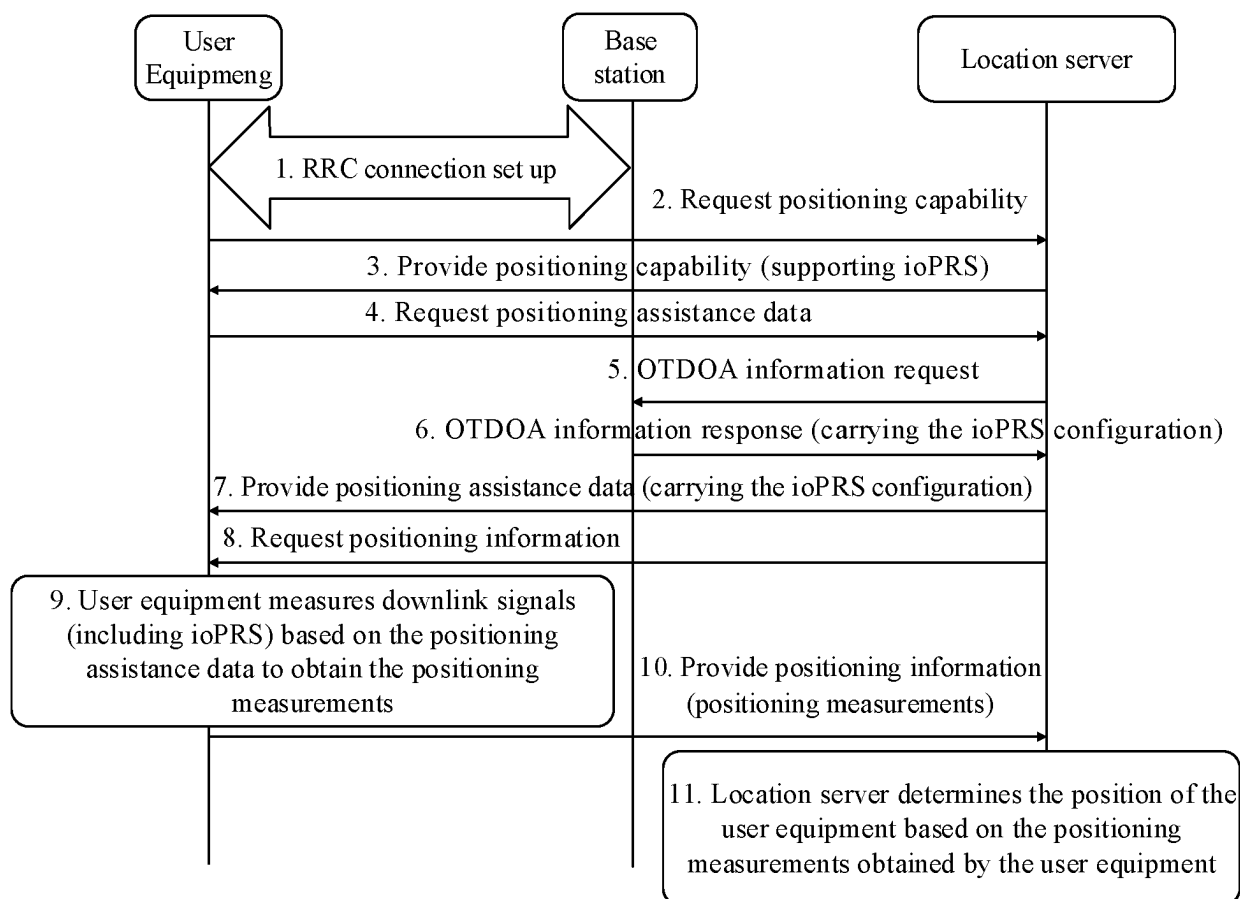 User
Equipmeng
Base
station
Location server
1. RRC connection set up
2. Request positioning capability
3. Provide positioning capability (supporting ioPRS)
4. Request positioning assistance data
5. OTDOA information request
6. OTDOA information response (carrying the ioPRS configuration)
7. Provide positioning assistance data (carrying the ioPRS configuration)
8. Request positioning information
9. User equipment measures downlink signals
(including ioPRS) based on the positioning
assistance data to obtain the positioning
measurements
10. Provide positioning information
(positioning measurements)
11. Location server determines the position of the
user equipment based on the positioning
measurements obtained by the user equipment